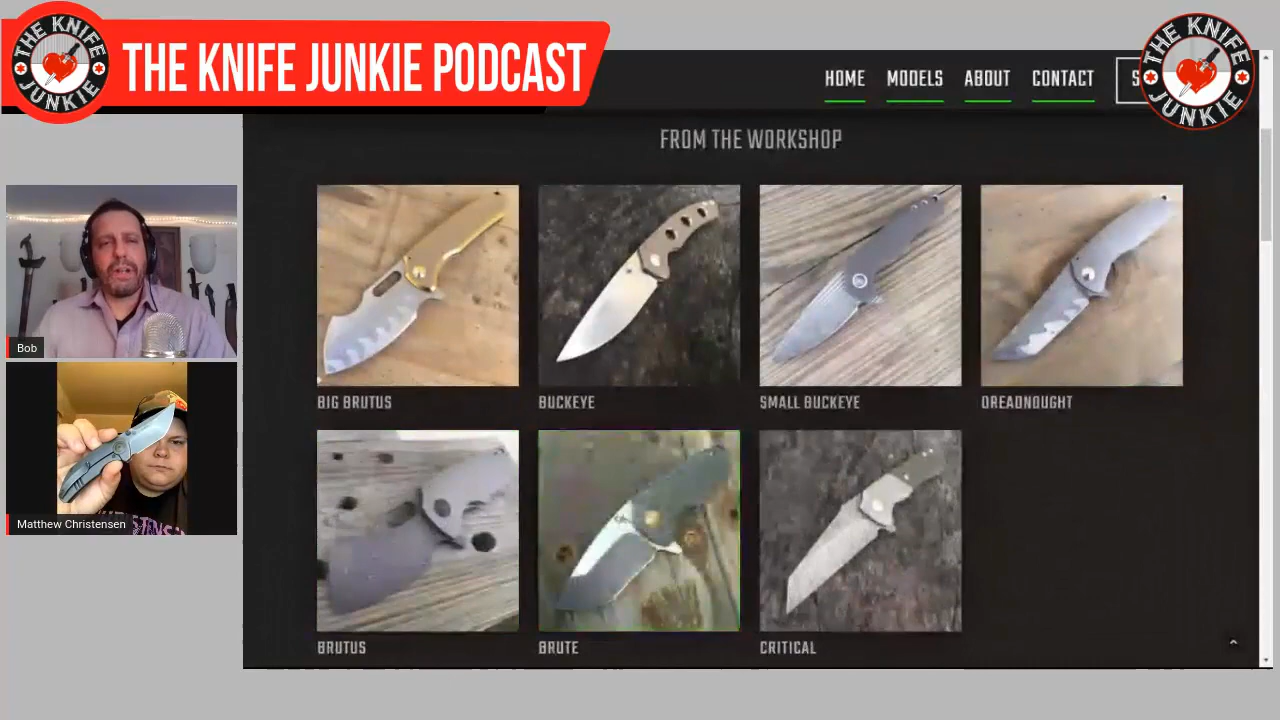 THE KNIFE JUNKIE
THE KNIFE JUNKIE PODCAST
HOME MODELS ABOUT CONTACT
THE KNIFE JUNKIE
FROM THE WORKSHOP
BIG BRUTUS
BUCKEYE
SMALL BUCKEYE
DREADNOUGHT
Bob
Matthew Christensen
BRUTUS
BRUTE
CRITICAL